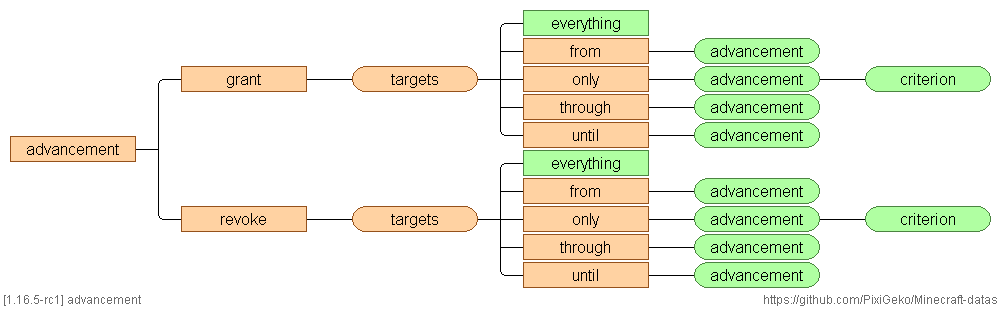 everything
from advancement
grant targets only advancement criterion
through advancement
until advancement
advancement
everything
from advancement
revoke targets only advancement criterion
through advancement
until advancement
[1.16.5-rc1] advancement https://github.com/PixiGeko/Minecraft-datas